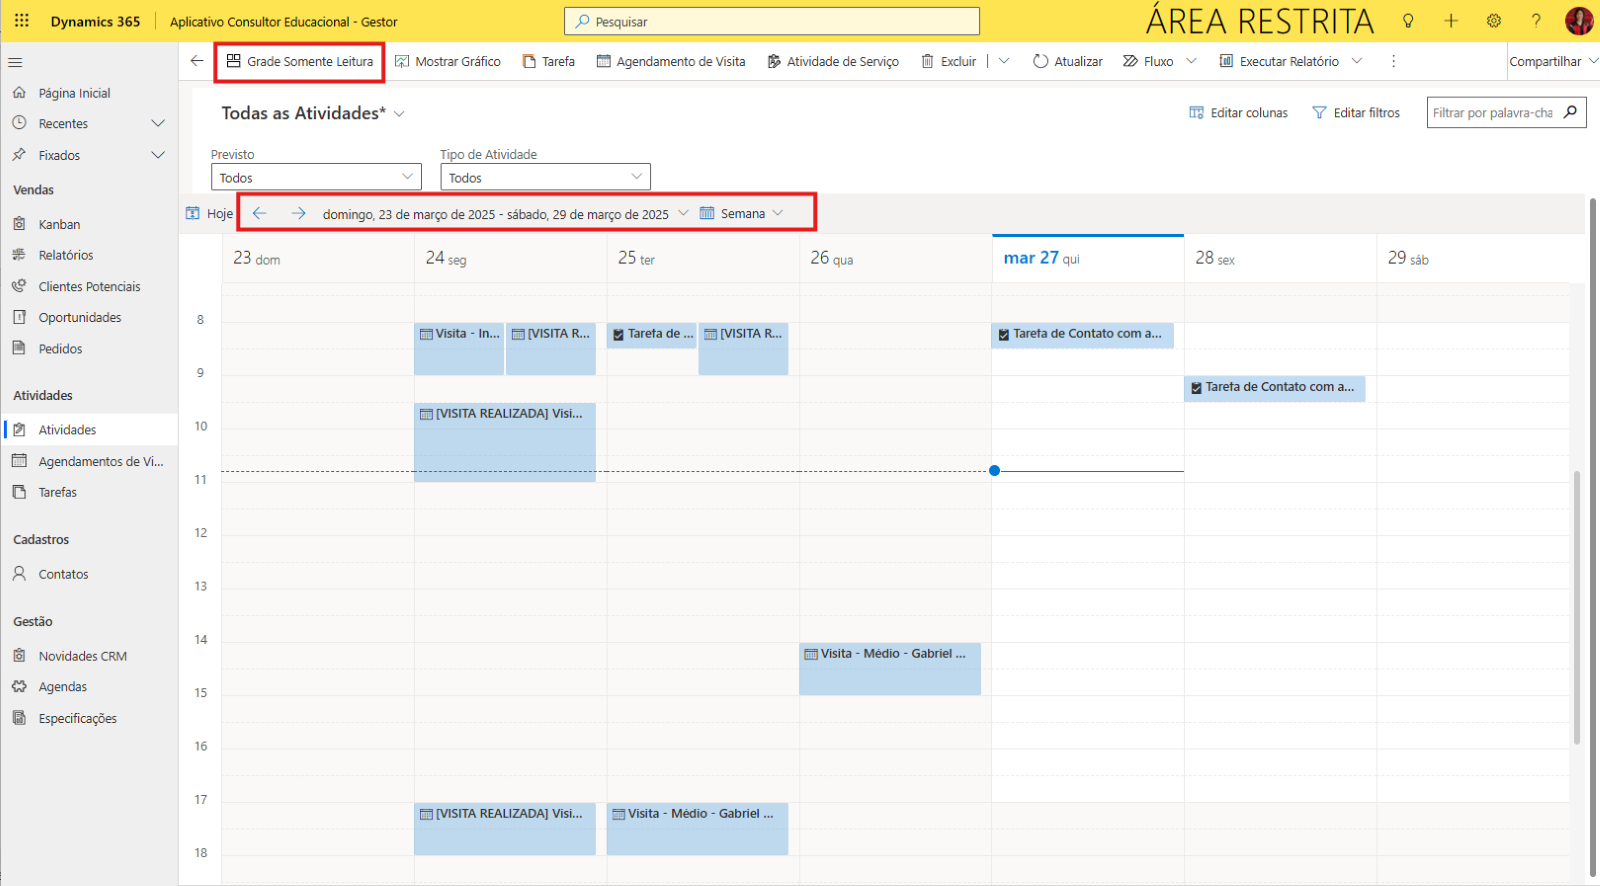 Dynamics 365
Aplicativo Consultor Educacional - Gestor
Pesquisar
ÁREA RESTRITA
Grade Somente Leitura
Mostrar Gráfico
Tarefa
Agendamento de Visita
Atividade de Serviço
Excluir
Atualizar
Fluxo
Executar Relatório
Compartilhar
Página Inicial
Recentes
Fixados
Vendas
Kanban
Relatórios
Clientes Potenciais
Oportunidades
Pedidos
Atividades
Atividades
Agendamentos de Vi...
Tarefas
Cadastros
Contatos
Gestão
Novidades CRM
Agendas
Especificações
Todas as Atividades*
Editar colunas
Editar filtros
Filtrar por palavra-cha
Previsto
Todos
Tipo de Atividade
Todos
Hoje
domingo, 23 de março de 2025 - sábado, 29 de março de 2025
Semana
23 dom
24 seg
25 ter
26 qua
mar 27 qui
28 sex
29 sáb
8
Visita - In...
[VISITA R...
Tarefa de ...
[VISITA R...
Tarefa de Contato com a...
9
Tarefa de Contato com a...
[VISITA REALIZADA] Visi...
10
11
12
13
14
Visita - Médio - Gabriel ...
15
16
17
[VISITA REALIZADA] Visi...
Visita - Médio - Gabriel ...
18